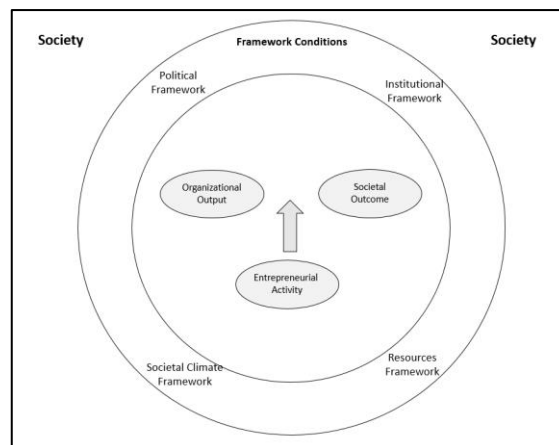 Society
Framework Conditions
Society
Political
Framework
Institutional
Framework
Organizational
Output
Societal
Outcome
Entrepreneurial
Activity
Societal Climate
Framework
Resources
Framework